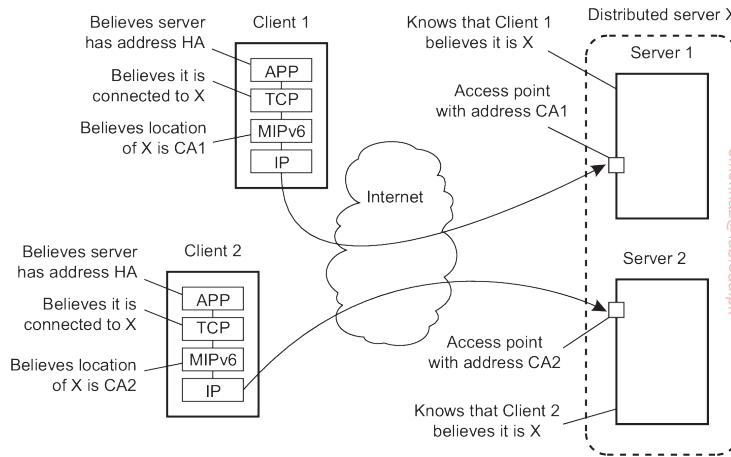 Believes server
has address HA
Client 1
APP
Believes it is
connected to X
TCP
Believes location
of X is CA1
MIPv6
IP
Internet
Knows that Client 1
believes it is X
Distributed server X
Server 1
Access point
with address CA1
Believes server
has address HA
Client 2
APP
Believes it is
connected to X
TCP
Believes location
of X is CA2
MIPv6
IP
Server 2
Access point
with address CA2
Knows that Client 2
believes it is X